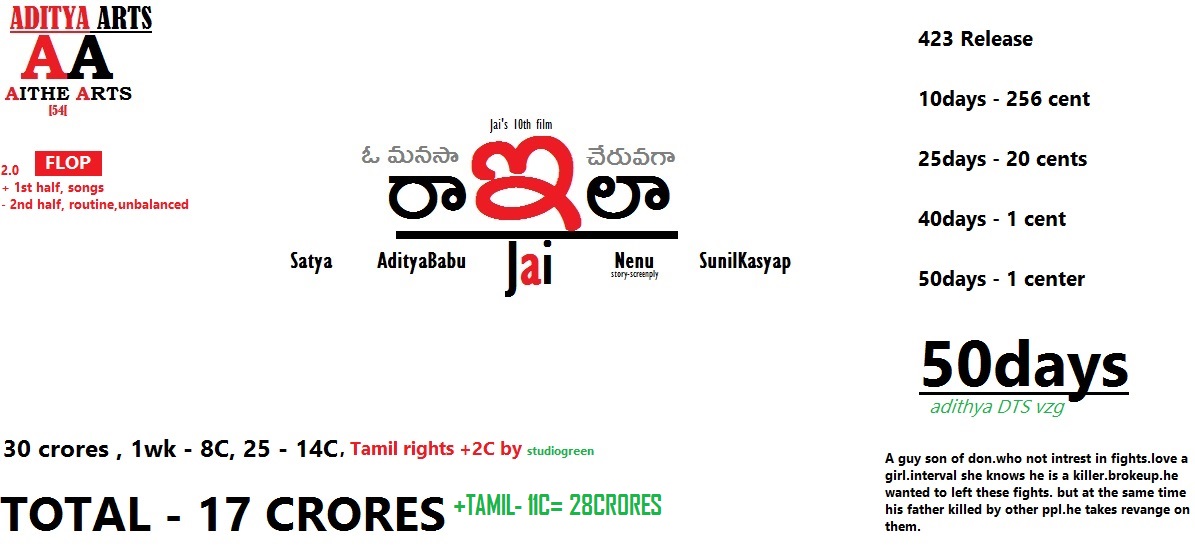 ADITYA ARTS
AA
AITHE ARTS
[54[
2.0 FLOP
+ 1st half, songs
- 2nd half, routine,unbalanced
Jai's 10th film
ఓ మనసా చేరువగా
రాఇలా
Satya AdityaBabu Jai Nenu SunilKasyap
story-screenply
423 Release
10days - 256 cent
25days - 20 cents
40days - 1 cent
50days - 1 center
50days
adithya DTS vzg
30 crores , 1wk - 8C, 25 - 14C, Tamil rights +2C by studiogreen
TOTAL - 17 CRORES +TAMIL- 11C= 28CRORES
A guy son of don.who not intrest in fights.love a
girl.interval she knows he is a killer.brokeup.he
wanted to left these fights. but at the same time
his father killed by other ppl.he takes revange on
them.